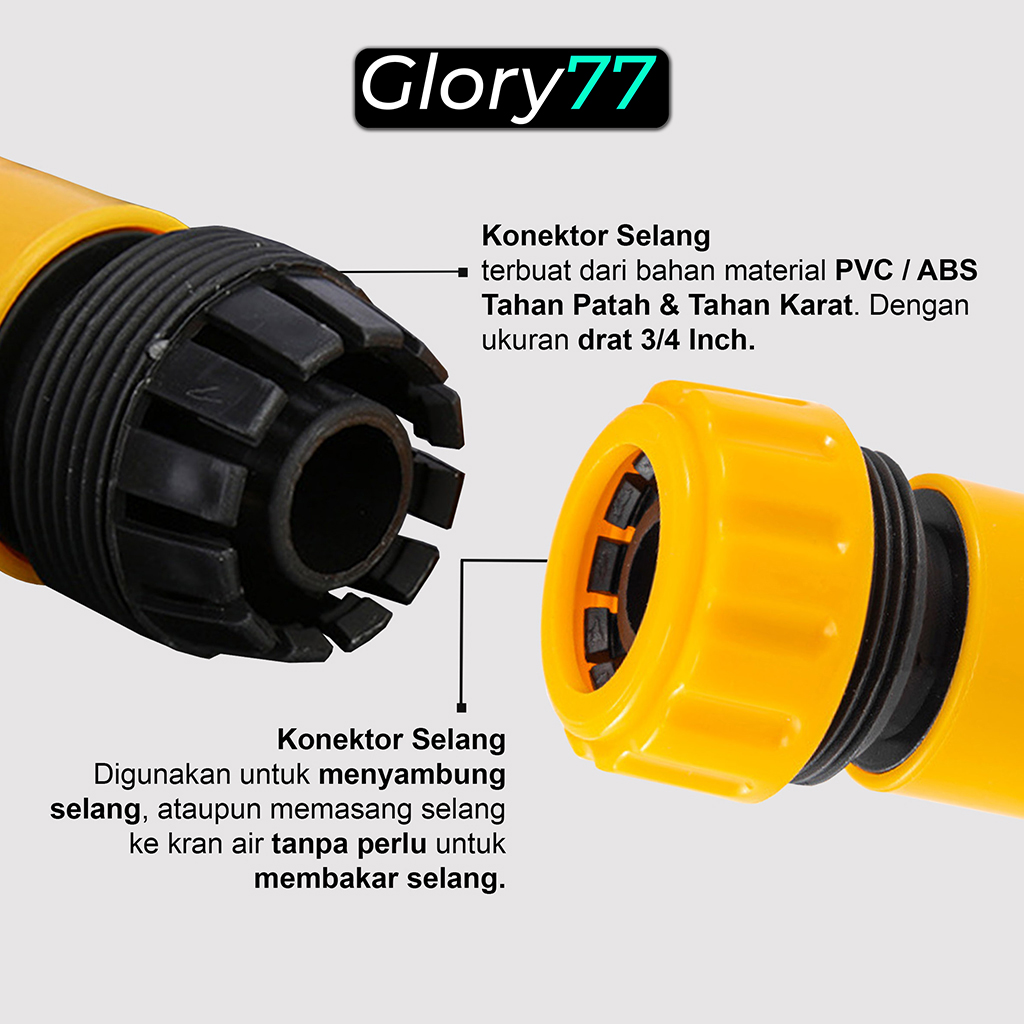 Glory77
Konektor Selang
terbuat dari bahan material PVC / ABS
Tahan Patah & Tahan Karat. Dengan
ukuran drat 3/4 Inch.
Konektor Selang
Digunakan untuk menyambung
selang, ataupun memasang selang
ke kran air tanpa perlu untuk
membakar selang.